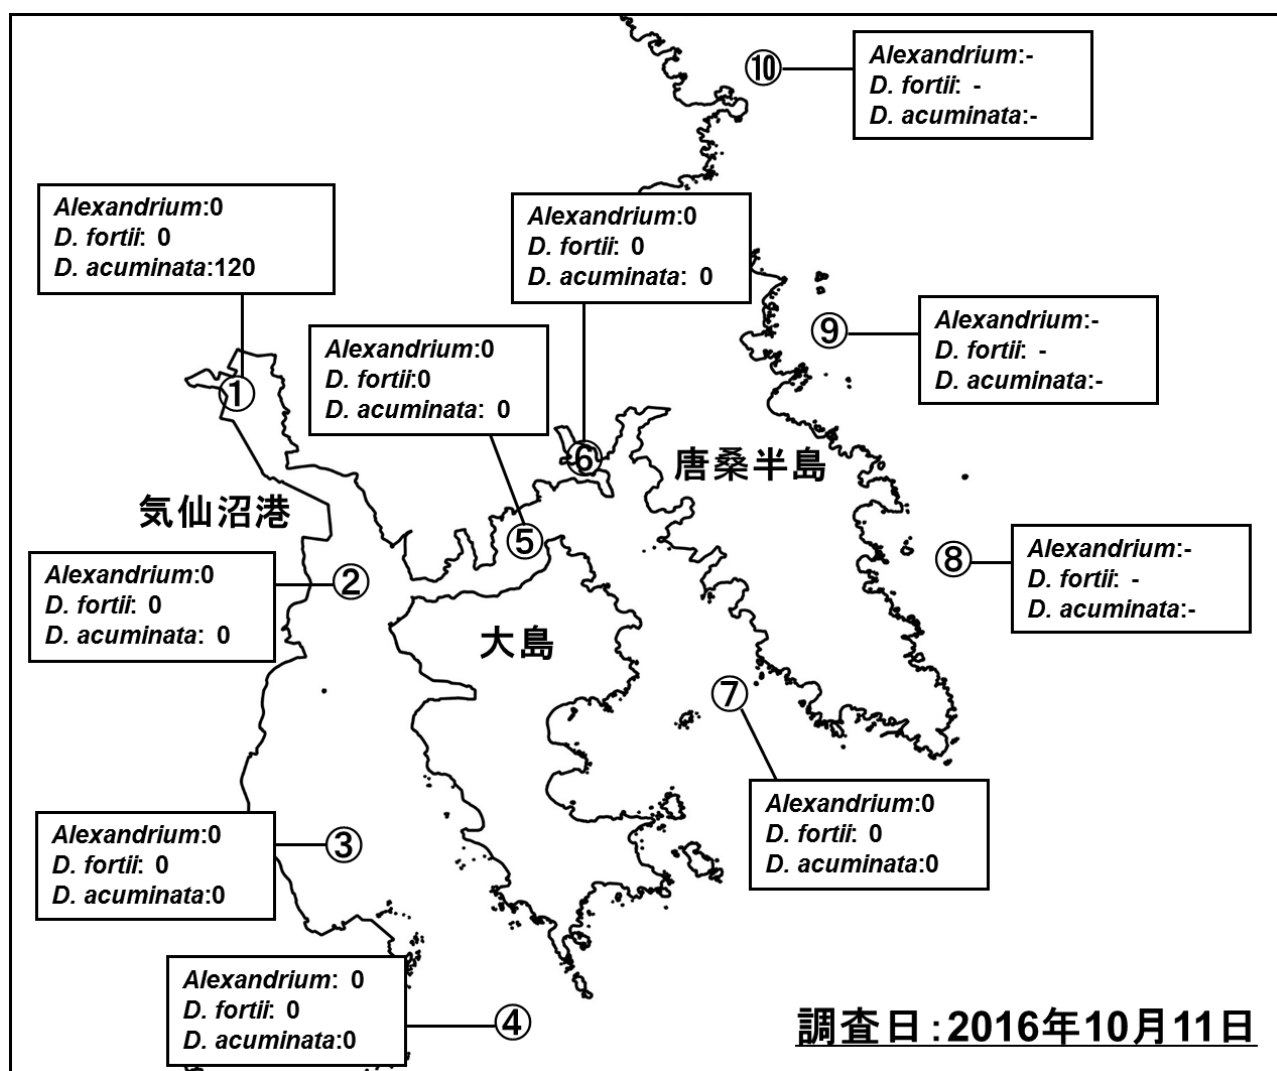 ⑩
Alexandrium:-
D. fortii: -
D. acuminata:-
Alexandrium:0
D. fortii: 0
D. acuminata:120
①
Alexandrium:0
D. fortii: 0
D. acuminata: 0
⑥
Alexandrium:0
D. fortii:0
D. acuminata: 0
⑤
⑨
Alexandrium:-
D. fortii: -
D. acuminata:-
唐桑半島
気仙沼港
Alexandrium:0
D. fortii: 0
D. acuminata: 0
②
⑧
Alexandrium:-
D. fortii: -
D. acuminata:-
大島
⑦
Alexandrium:0
D. fortii: 0
D. acuminata:0
Alexandrium:0
D. fortii: 0
D. acuminata:0
③
Alexandrium: 0
D. fortii: 0
D. acuminata:0
④
調査日:2016年10月11日